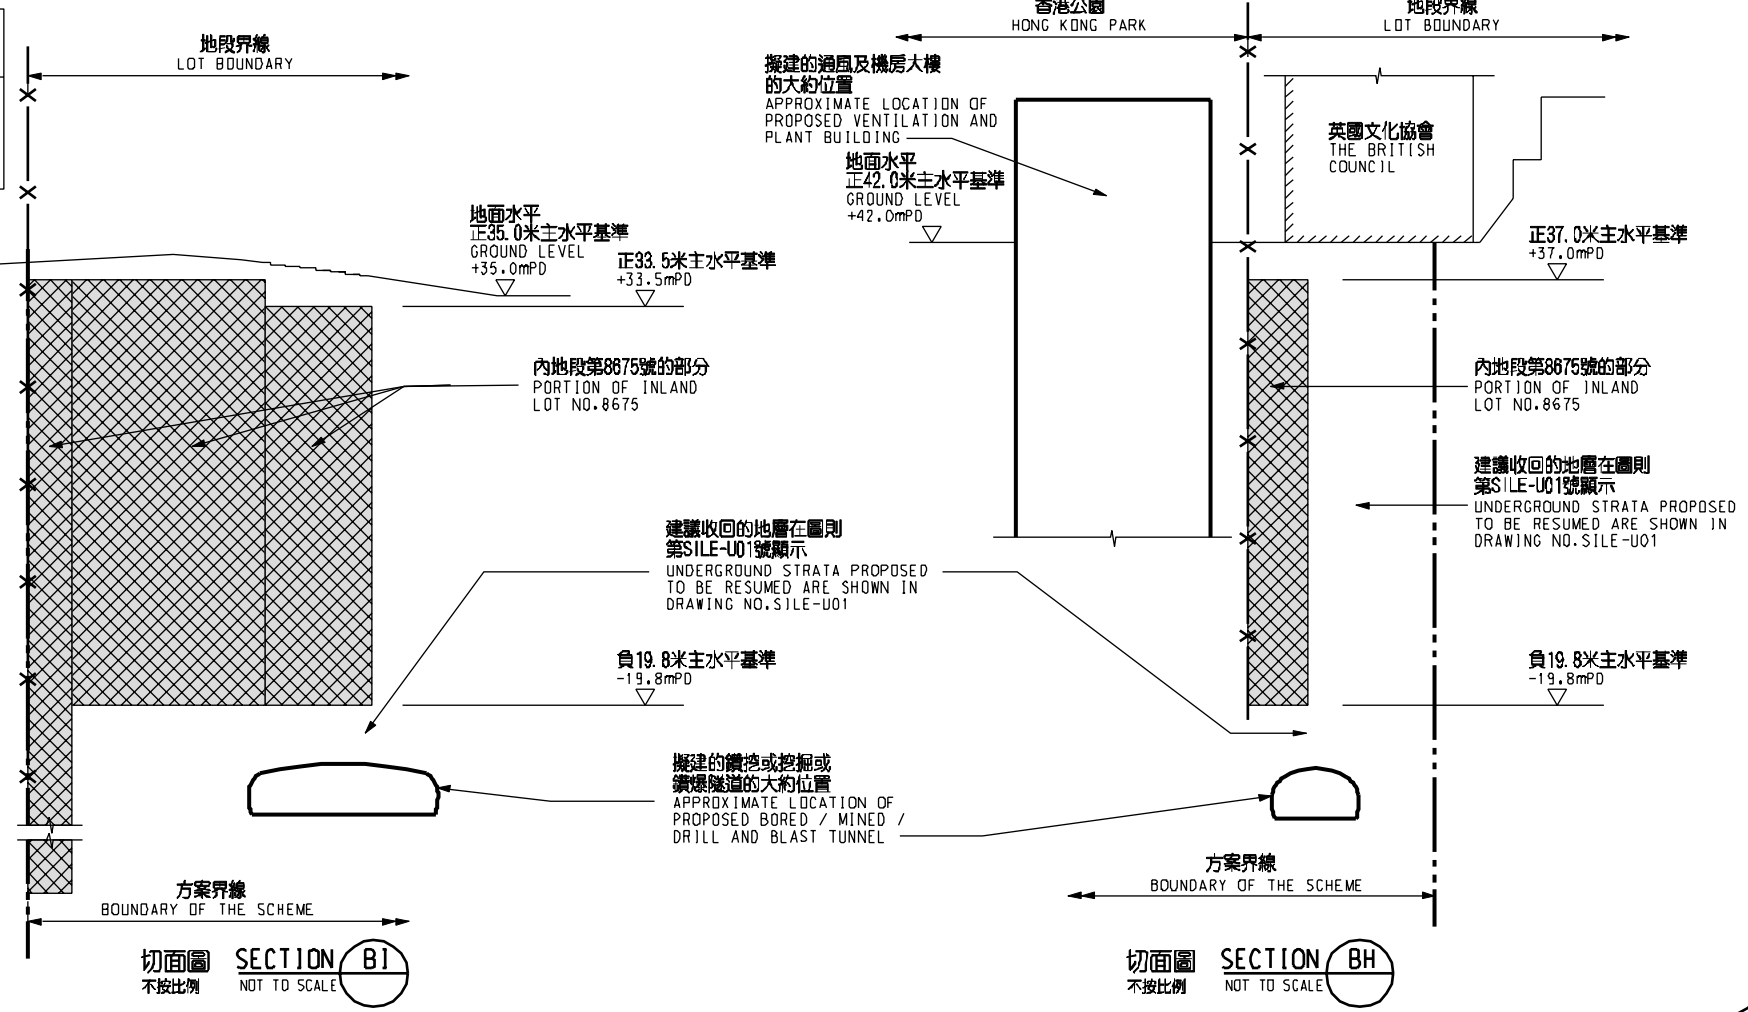 地段界線
LOT BOUNDARY
地面水平
正35.0米主水平基準
GROUND LEVEL
+35.0mPD
正33.5米主水平基準
+33.5mPD
內地段第8675號的部分
PORTION OF INLAND
LOT NO.8675
建議收回的地層在圖則
第SILE-U01號顯示
UNDERGROUND STRATA PROPOSED
TO BE RESUMED ARE SHOWN IN
DRAWING NO.SILE-U01
負19.8米主水平基準
-19.8mPD
擬建的鑽挖或挖掘或
鑽爆隧道的大約位置
APPROXIMATE LOCATION OF
PROPOSED BORED / MINED /
DRILL AND BLAST TUNNEL
方案界線
BOUNDARY OF THE SCHEME
切面圖 SECTION BI
不按比例 NOT TO SCALE
香港公園
HONG KONG PARK
地段界線
LOT BOUNDARY
擬建的通風及機房大樓
的大約位置
APPROXIMATE LOCATION OF
PROPOSED VENTILATION AND
PLANT BUILDING
地面水平
正42.0米主水平基準
GROUND LEVEL
+42.0mPD
英國文化協會
THE BRITISH
COUNCIL
正37.0米主水平基準
+37.0mPD
內地段第8675號的部分
PORTION OF INLAND
LOT NO.8675
建議收回的地層在圖則
第SILE-U01號顯示
UNDERGROUND STRATA PROPOSED
TO BE RESUMED ARE SHOWN IN
DRAWING NO.SILE-U01
負19.8米主水平基準
-19.8mPD
方案界線
BOUNDARY OF THE SCHEME
切面圖 SECTION BH
不按比例 NOT TO SCALE